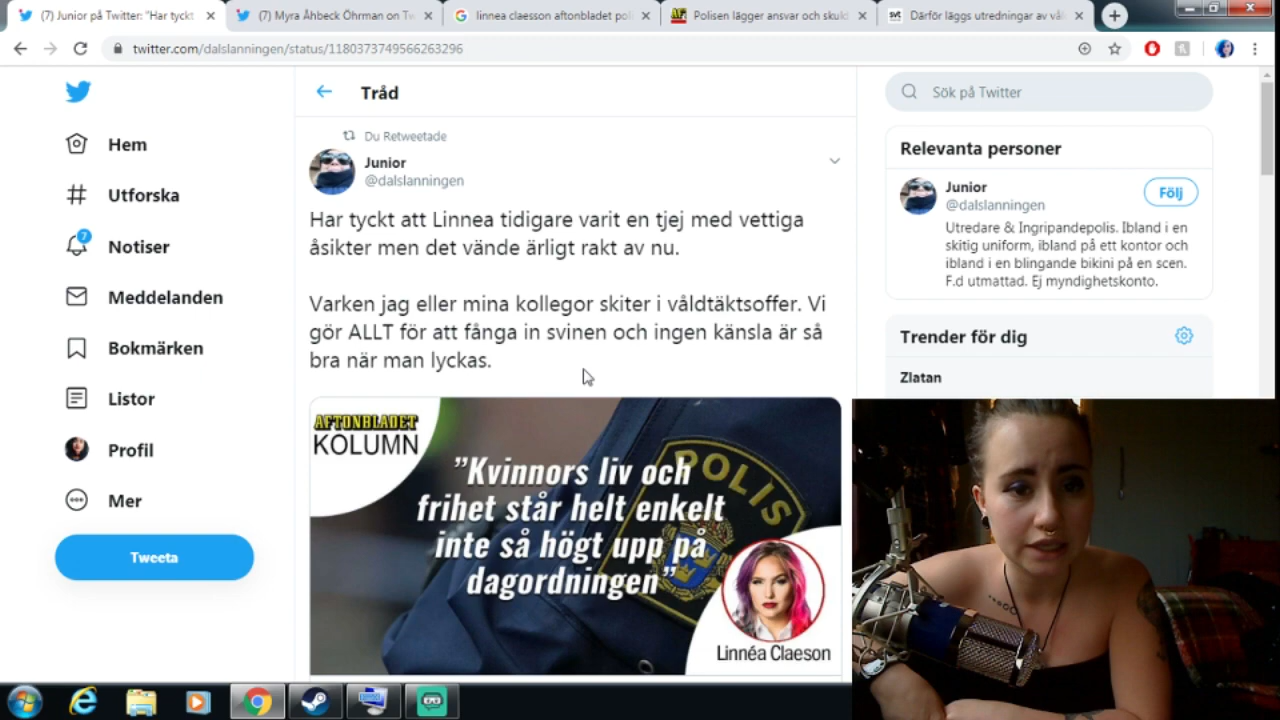 (7) Junior på Twitter: "Har tyckt
(7) Myra Åhbeck Öhrman on Tw
linnea claesson aftonbladet poli
Polisen lägger ansvar och skuld
Därför läggs utredningar av våld
twitter.com/dalslanningen/status/1180373749566263296
Hem
Utforska
7
Notiser
Meddelanden
Bokmärken
Listor
Profil
Mer
Tweeta
Tråd
Du Retweetade
Junior
@dalslanningen
Har tyckt att Linnea tidigare varit en tjej med vettiga
åsikter men det vände ärligt rakt av nu.
Varken jag eller mina kollegor skiter i våldtäktsoffer. Vi
gör ALLT för att fånga in svinen och ingen känsla är så
bra när man lyckas.
AFTONBLADET
KOLUMN
"Kvinnors liv och
frihet står helt enkelt
inte så högt upp på
dagordningen"
POLIS
Linnéa Claeson
Sök på Twitter
Relevanta personer
Junior
@dalslanningen
Följ
Utredare & Ingripandepolis. Ibland i en
skitig uniform, ibland på ett kontor och
ibland i en blingande bikini på en scen.
F.d utmattad. Ej myndighetskonto.
Trender för dig
Zlatan